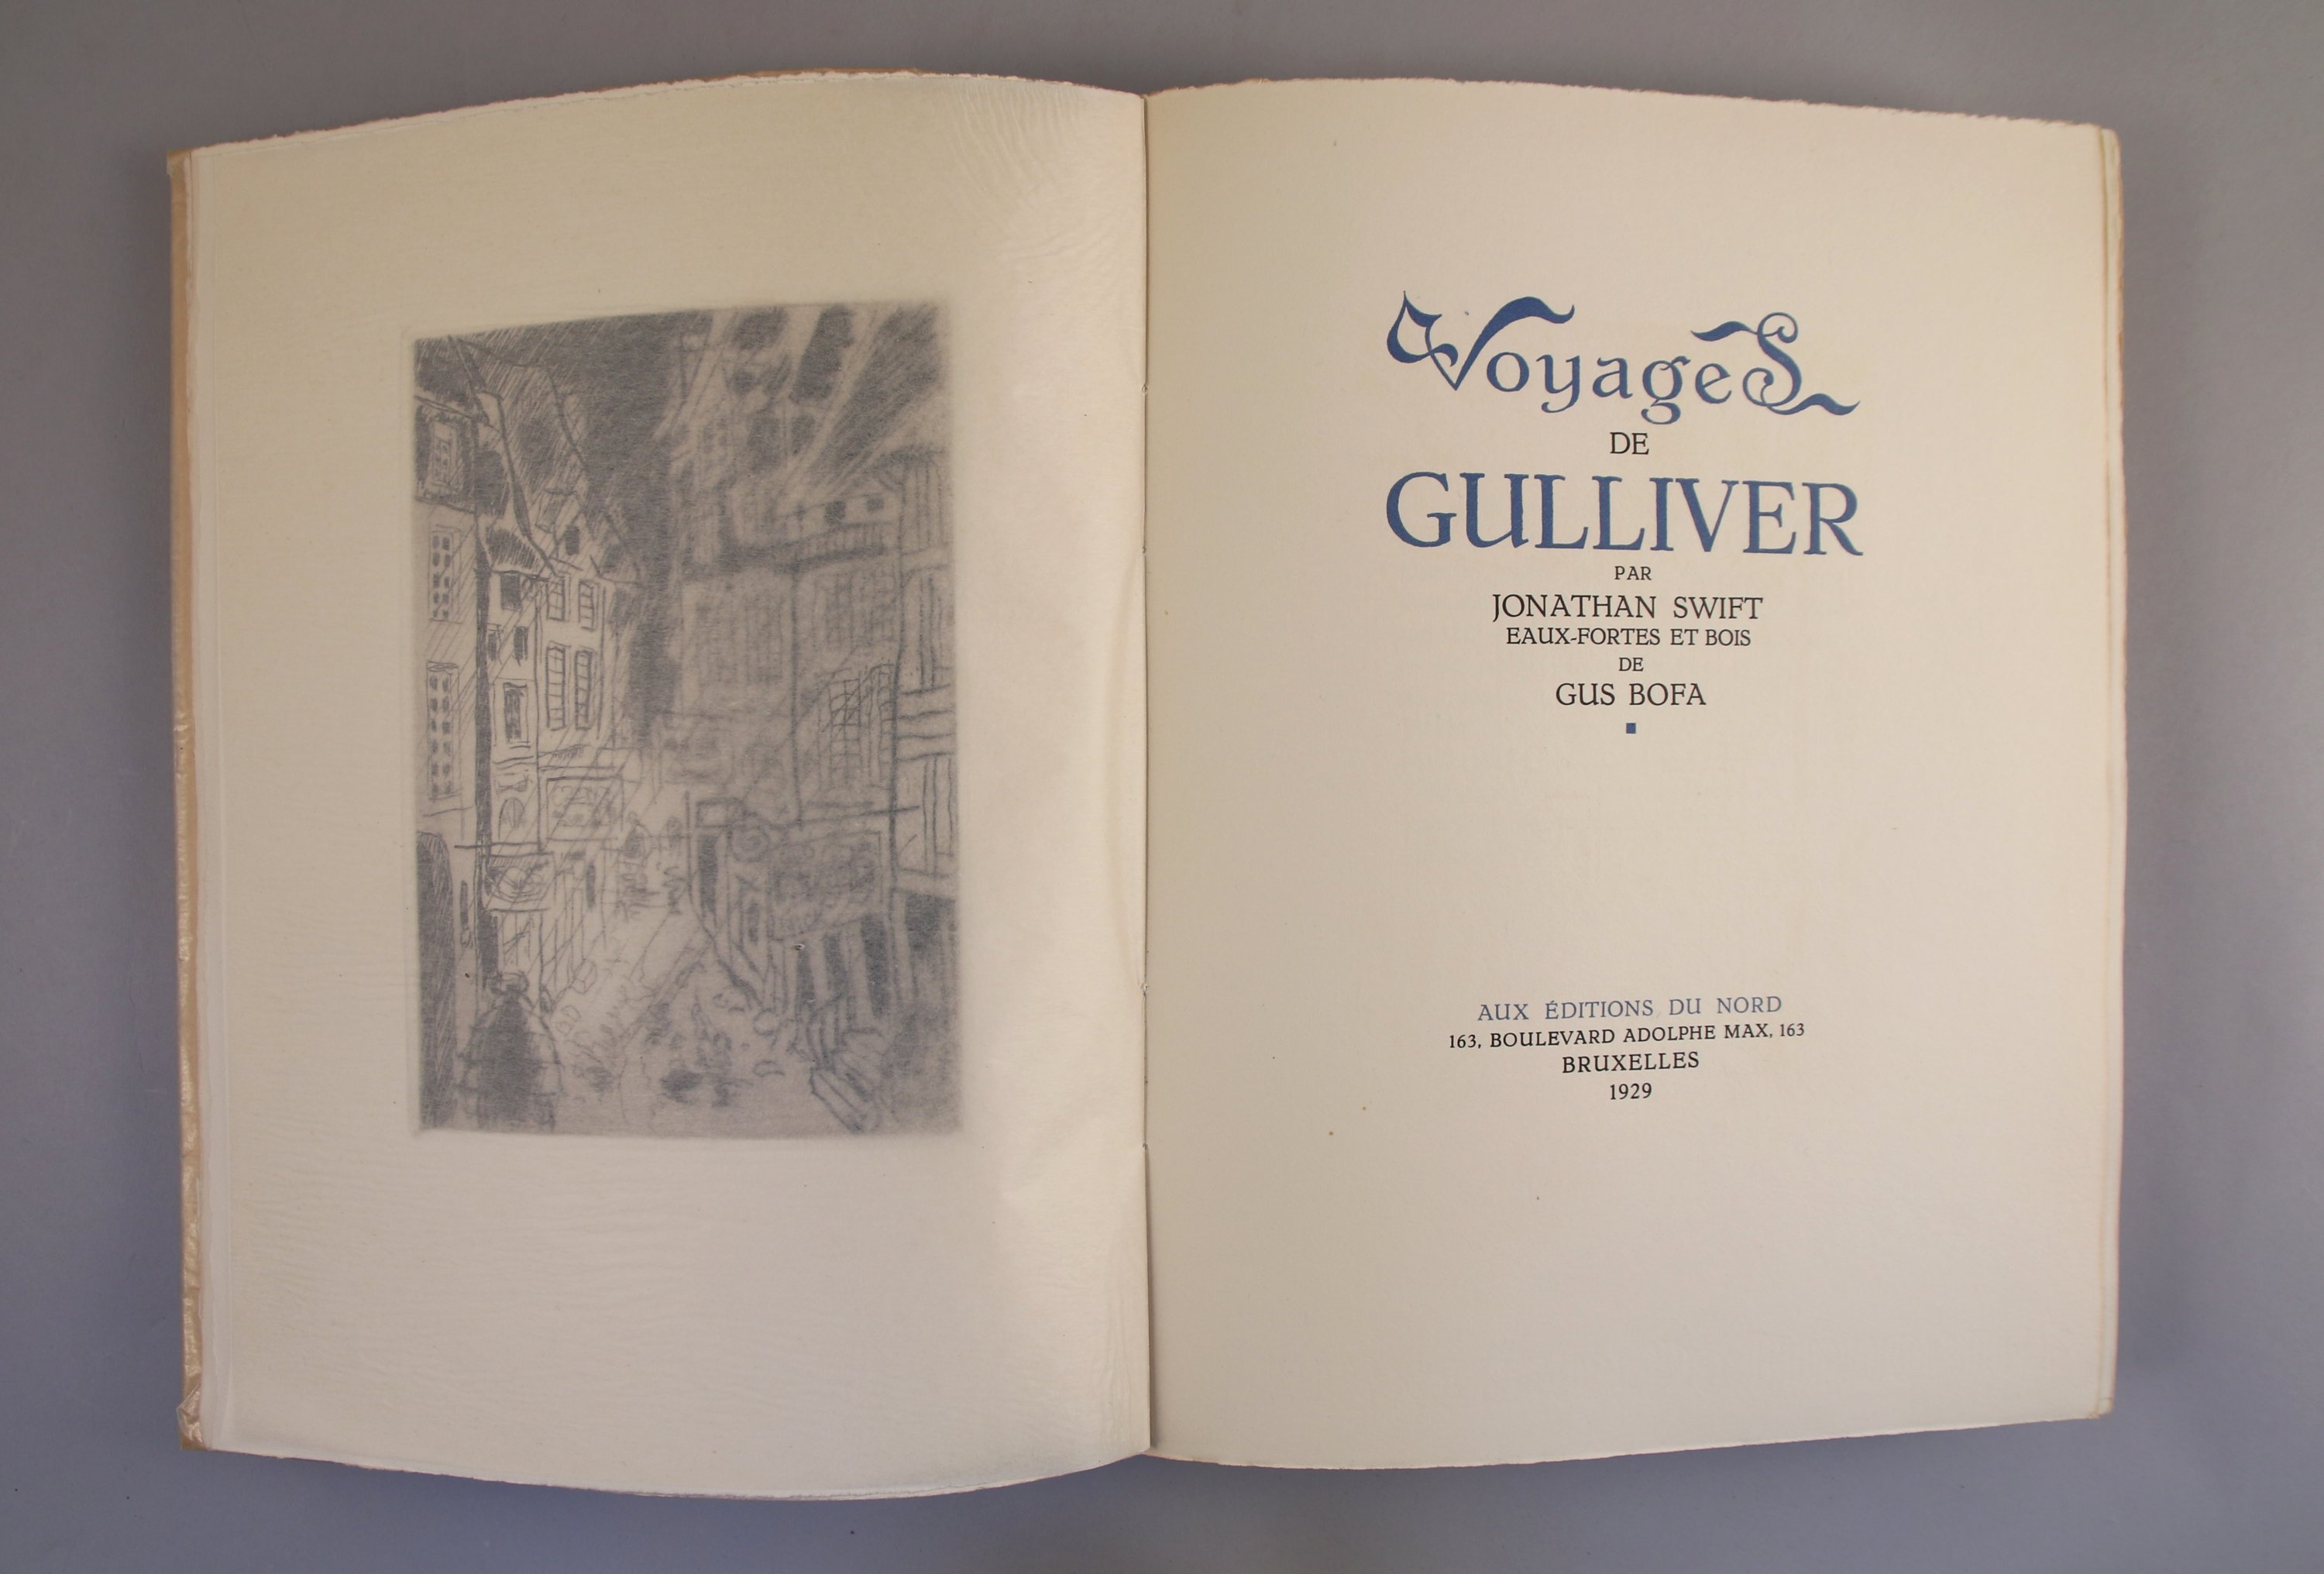 Voyages
DE
GULLIVER
PAR
JONATHAN SWIFT
EAUX-FORTES ET BOIS
DE
GUS BOFA
AUX ÉDITIONS DU NORD
163, BOULEVARD ADOLPHE MAX, 163
BRUXELLES
1929